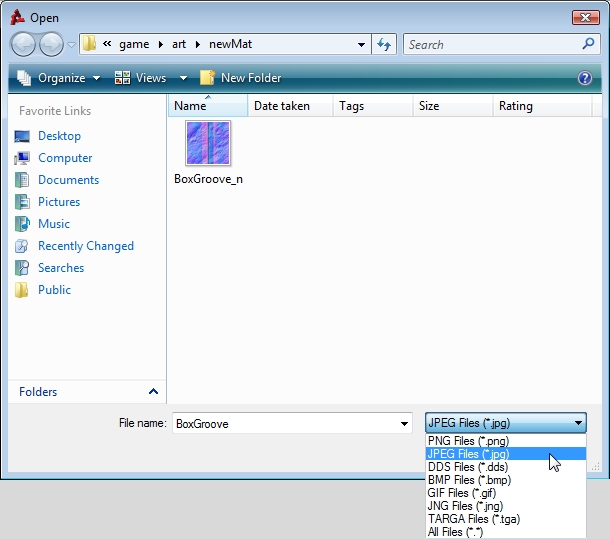 Open
« game ▸ art ▸ newMat
Search
Organize
Views
New Folder
Favorite Links
Desktop
Computer
Documents
Pictures
Music
Recently Changed
Searches
Public
Folders
Name
Date taken
Tags
Size
Rating
BoxGroove_n
File name:
BoxGroove
JPEG Files (*.jpg)
PNG Files (*.png)
JPEG Files (*.jpg)
DDS Files (*.dds)
BMP Files (*.bmp)
GIF Files (*.gif)
JNG Files (*.jng)
TARGA Files (*.tga)
All Files (*.*)